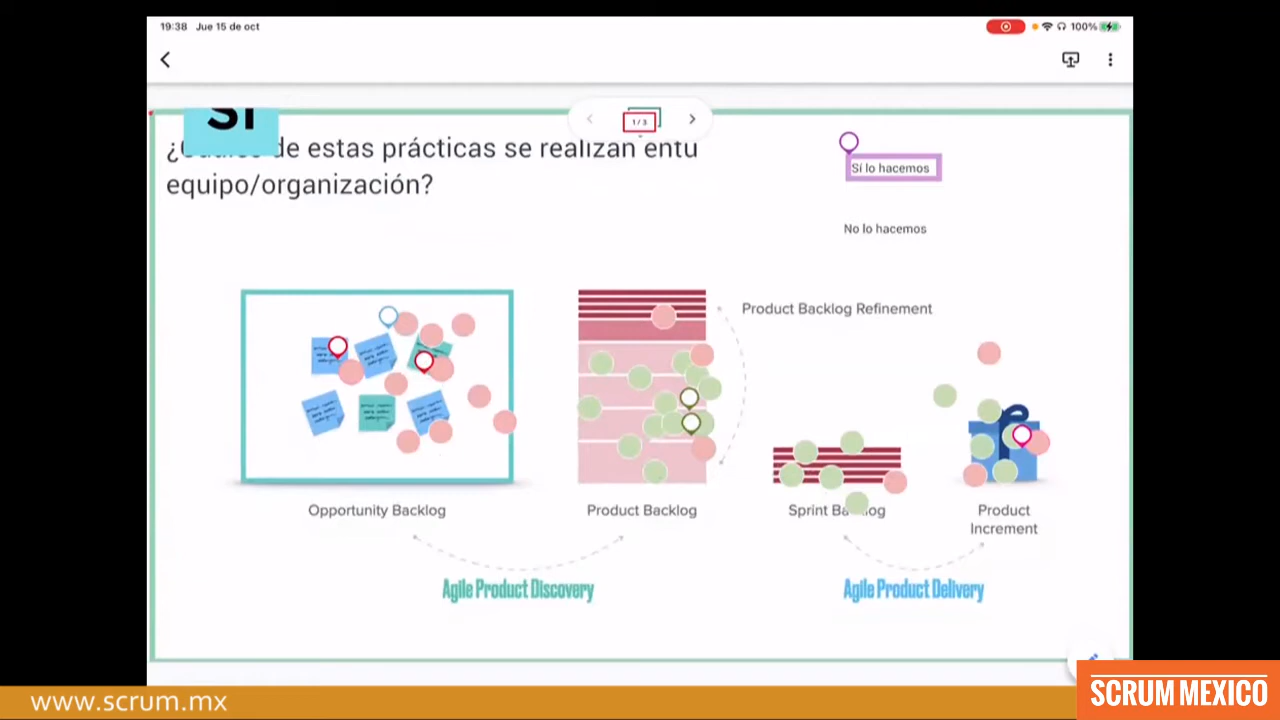 19:38 Jue 15 de oct
100%
SI
1/3
de estas prácticas se realizan entu
equipo/organización?
Sí lo hacemos
No lo hacemos
Product Backlog Refinement
Opportunity Backlog
Product Backlog
Sprint
Product
Increment
Agile Product Discovery
Agile Product Delivery
www.scrum.mx
SCRUM MEXICO